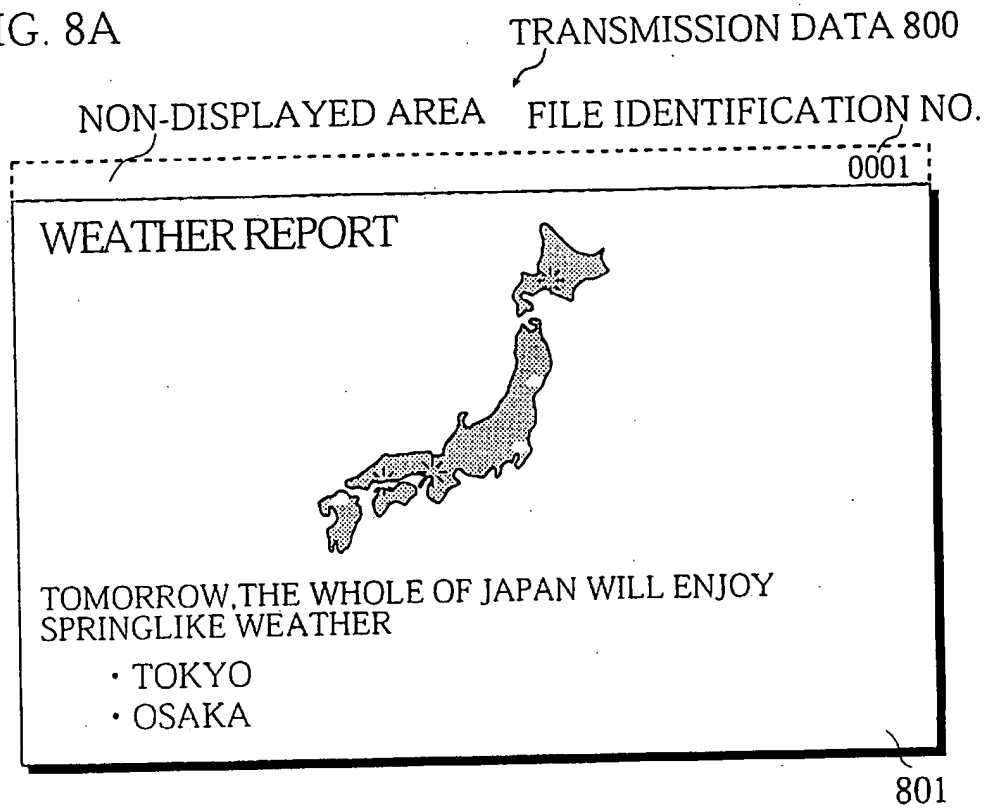 IG. 8A
TRANSMISSION DATA 800
NON-DISPLAYED AREA
FILE IDENTIFICATION NO.
0001
WEATHER REPORT
TOMORROW,THE WHOLE OF JAPAN WILL ENJOY
SPRINGLIKE WEATHER
・TOKYO
・OSAKA
801